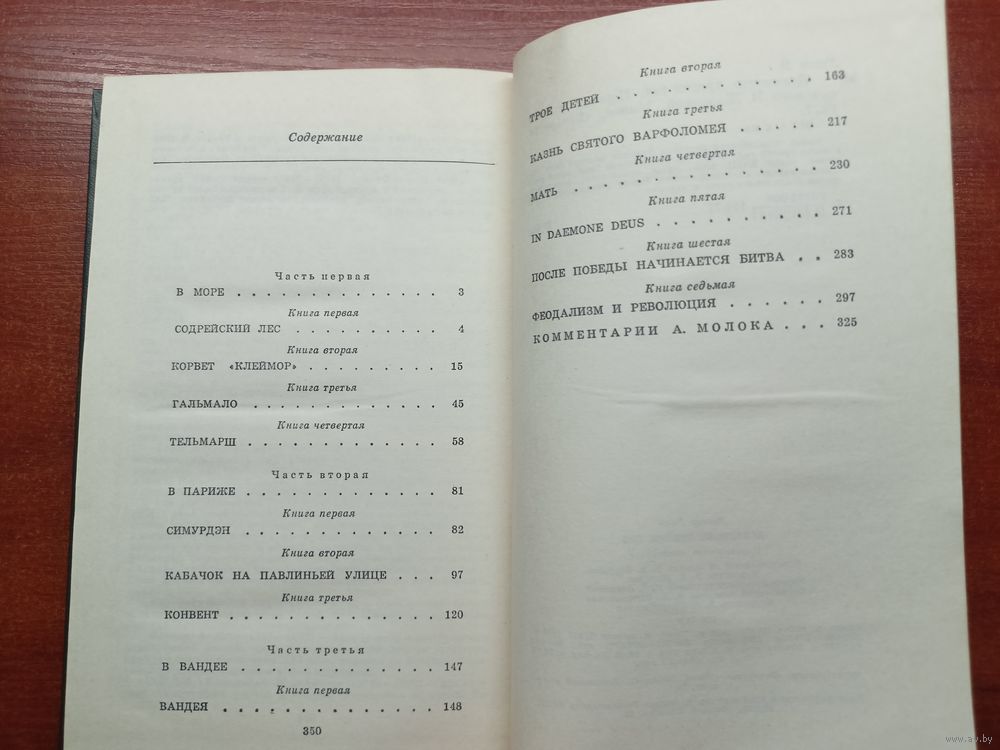 Содержание
Часть первая
В МОРЕ . . . . . . . . . . . . . . 3
Книга первая
СОДРЕЙСКИЙ ЛЕС . . . . . . . . . . 4
Книга вторая
КОРВЕТ «КЛЕЙМОР» . . . . . . . . . 15
Книга третья
ГАЛЬМАЛО . . . . . . . . . . . . . 45
Книга четвертая
ТЕЛЬМАРШ . . . . . . . . . . . . . 58
Часть вторая
В ПАРИЖЕ . . . . . . . . . . . . . 81
Книга первая
СИМУРДЭН . . . . . . . . . . . . . 82
Книга вторая
КАБАЧОК НА ПАВЛИНЬЕЙ УЛИЦЕ . . . 97
Книга третья
КОНВЕНТ . . . . . . . . . . . . . . 120
Часть третья
В ВАНДЕЕ . . . . . . . . . . . . . 147
Книга первая
ВАНДЕЯ . . . . . . . . . . . . . . 148
350
Книга вторая
ТРОЕ ДЕТЕЙ . . . . . . . . . . . . 163
Книга третья
КАЗНЬ СВЯТОГО ВАРФОЛОМЕЯ . . . . . 217
Книга четвертая
МАТЬ . . . . . . . . . . . . . . . 230
Книга пятая
IN DAEMONE DEUS . . . . . . . . . . 271
Книга шестая
ПОСЛЕ ПОБЕДЫ НАЧИНАЕТСЯ БИТВА . . 283
Книга седьмая
ФЕОДАЛИЗМ И РЕВОЛЮЦИЯ . . . . . . 297
КОММЕНТАРИИ А. МОЛОКА . . . 325
www.ay.by